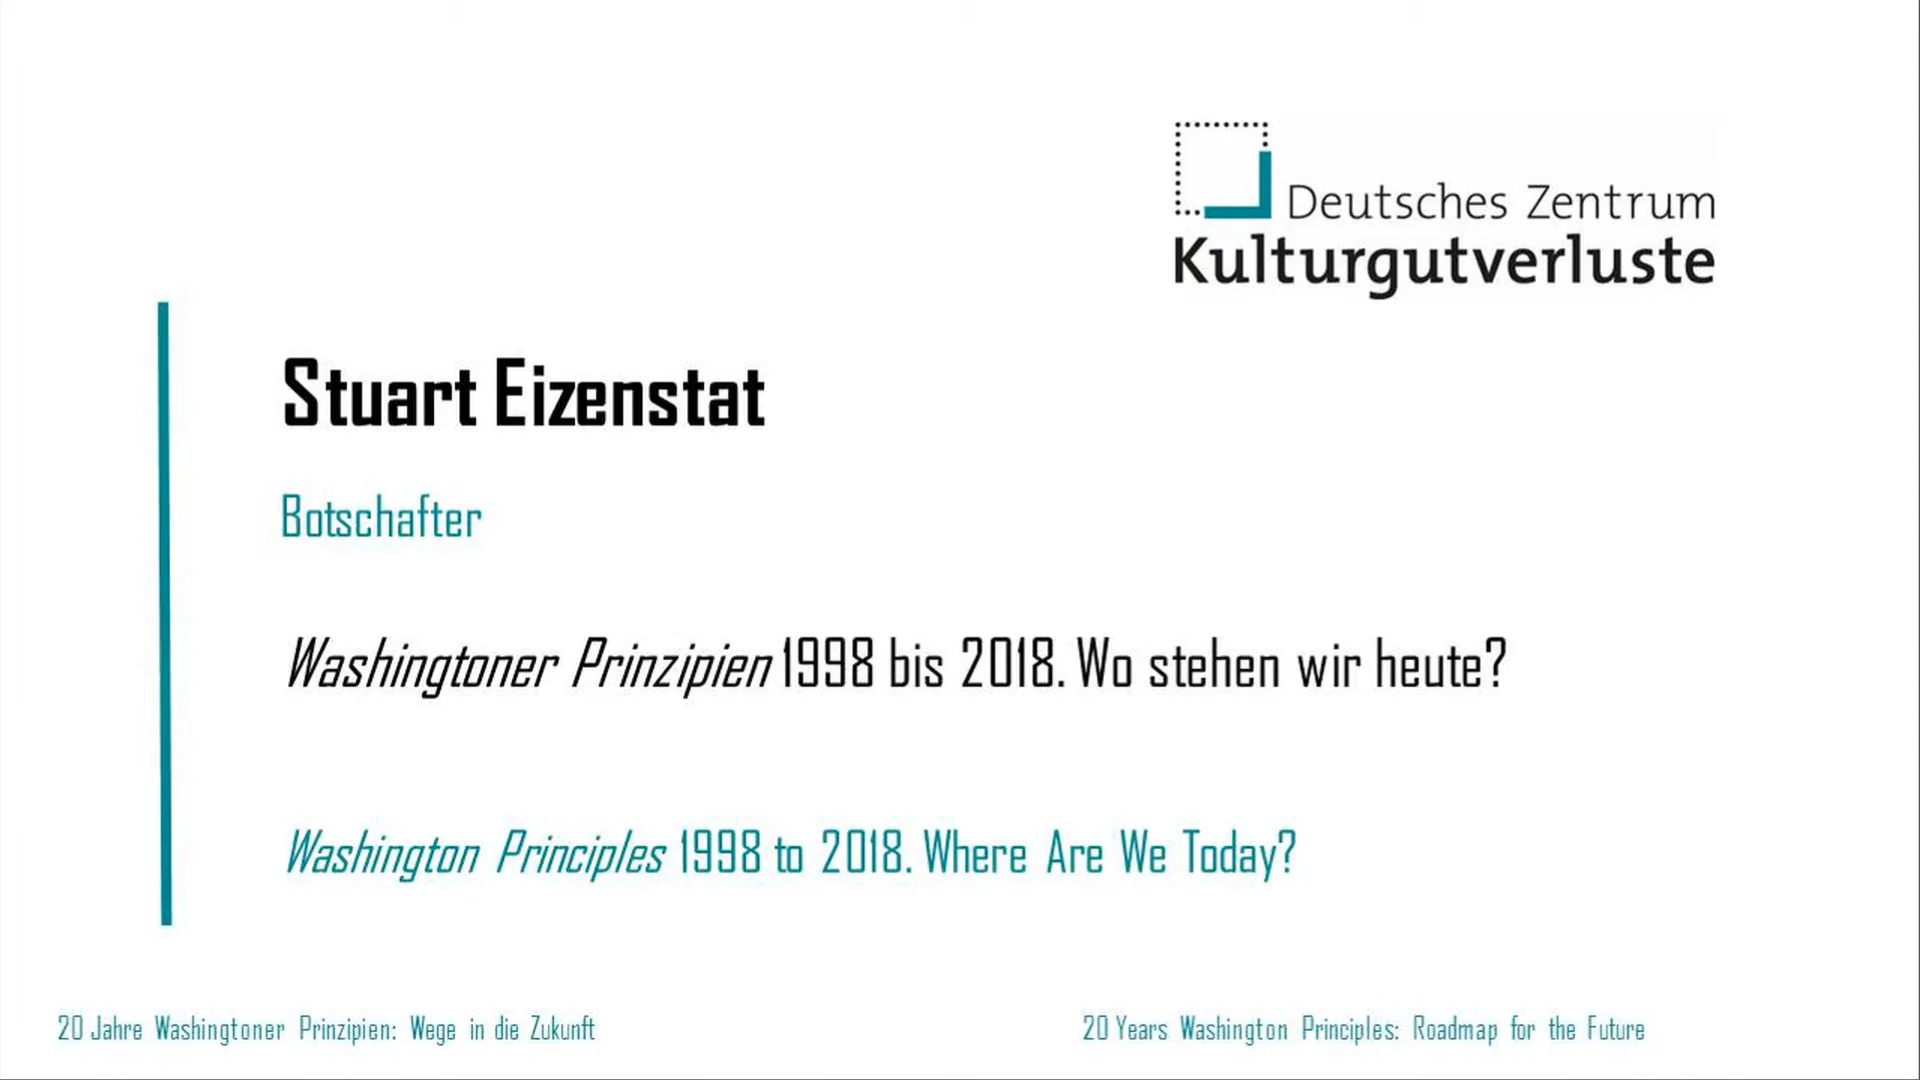 Deutsches Zentrum
Kulturgutverluste
Stuart Eizenstat
Botschafter
Washingtoner Prinzipien 1998 bis 2018. Wo stehen wir heute?
Washington Principles 1998 to 2018. Where Are We Today?
20 Jahre Washingtoner Prinzipien: Wege in die Zukunft
20 Years Washington Principles: Roadmap for the Future